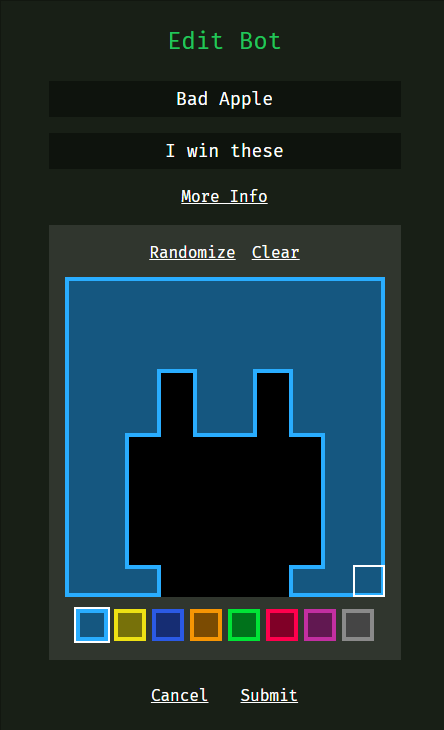 Edit Bot
Bad Apple
I win these
More Info
Randomize Clear
Cancel Submit